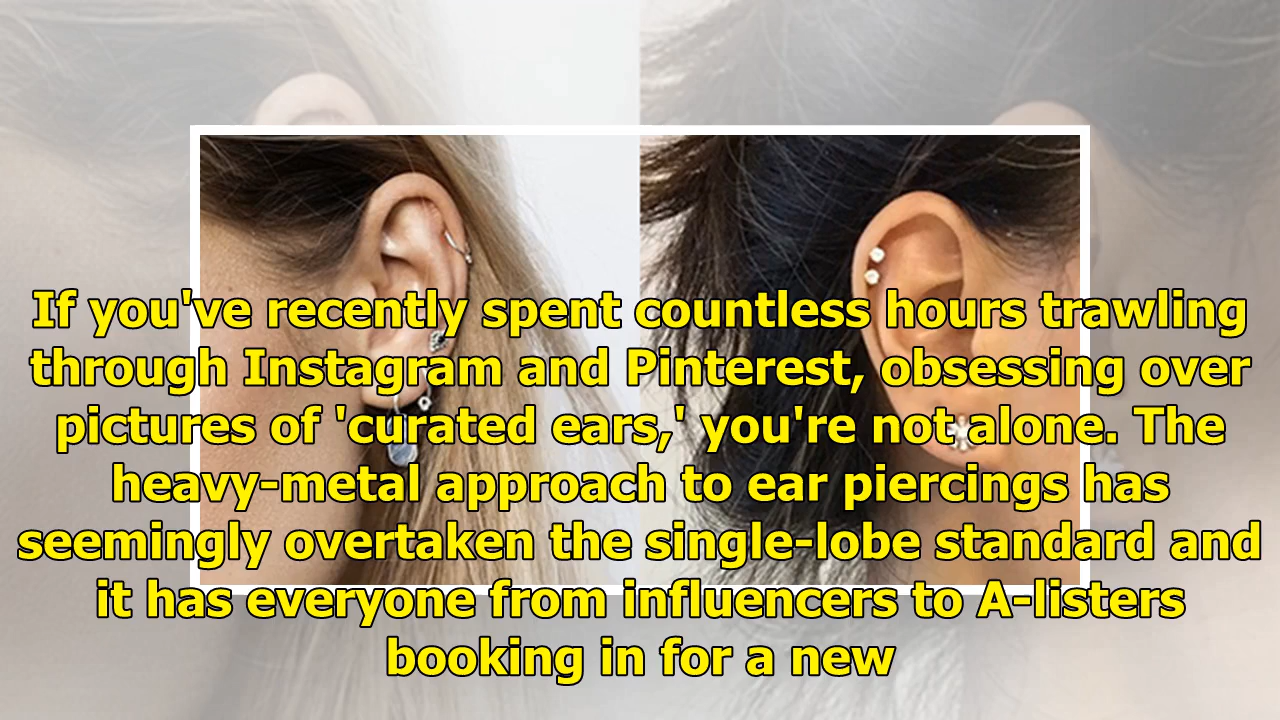 If you've recently spent countless hours trawling
through Instagram and Pinterest, obsessing over
pictures of 'curated ears,' you're not alone. The
heavy-metal approach to ear piercings has
seemingly overtaken the single-lobe standard and
it has everyone from influencers to A-listers
booking in for a new